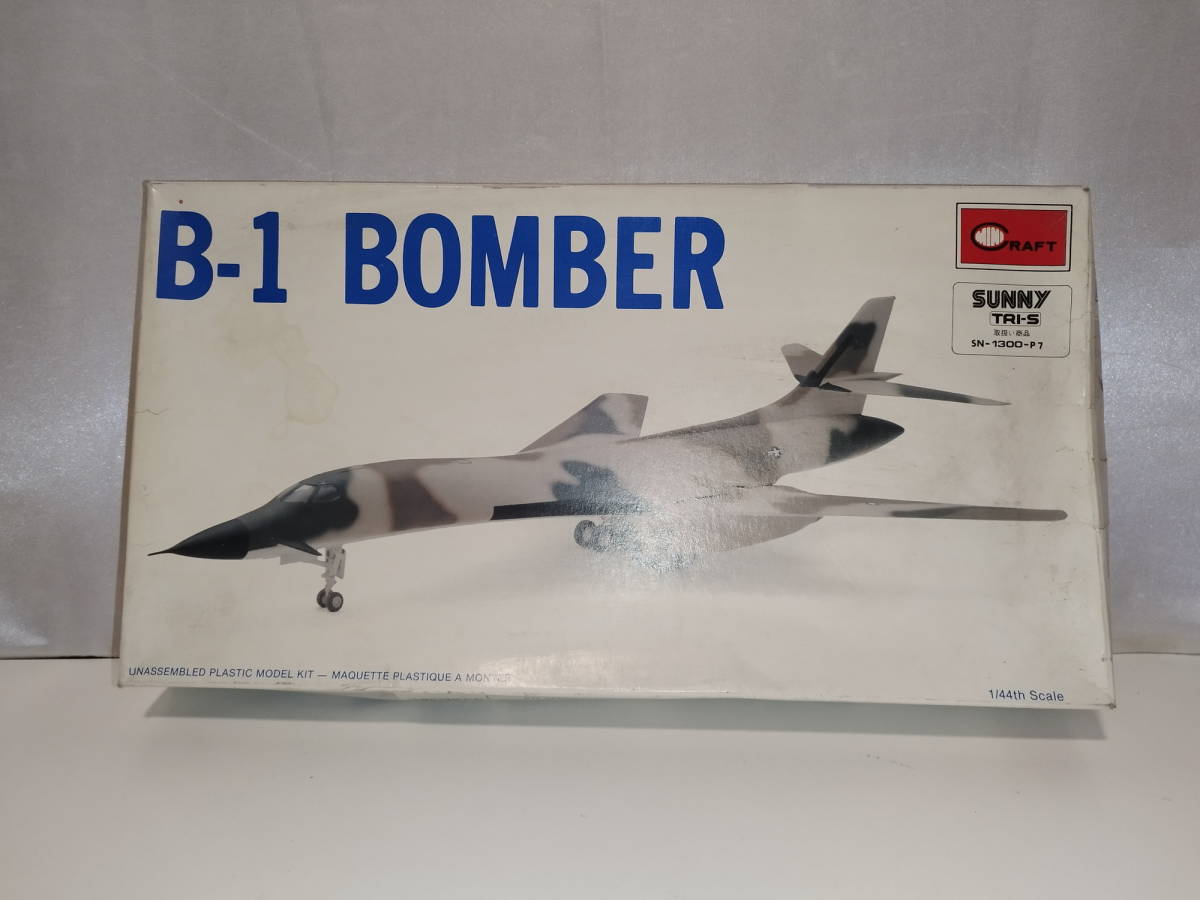 B-1 BOMBER
MINICRAFT
SUNNY
TRI-S
取扱い商品
SN-1300-P7
UNASSEMBLED PLASTIC MODEL KIT — MAQUETTE PLASTIQUE A
1/44th Scale